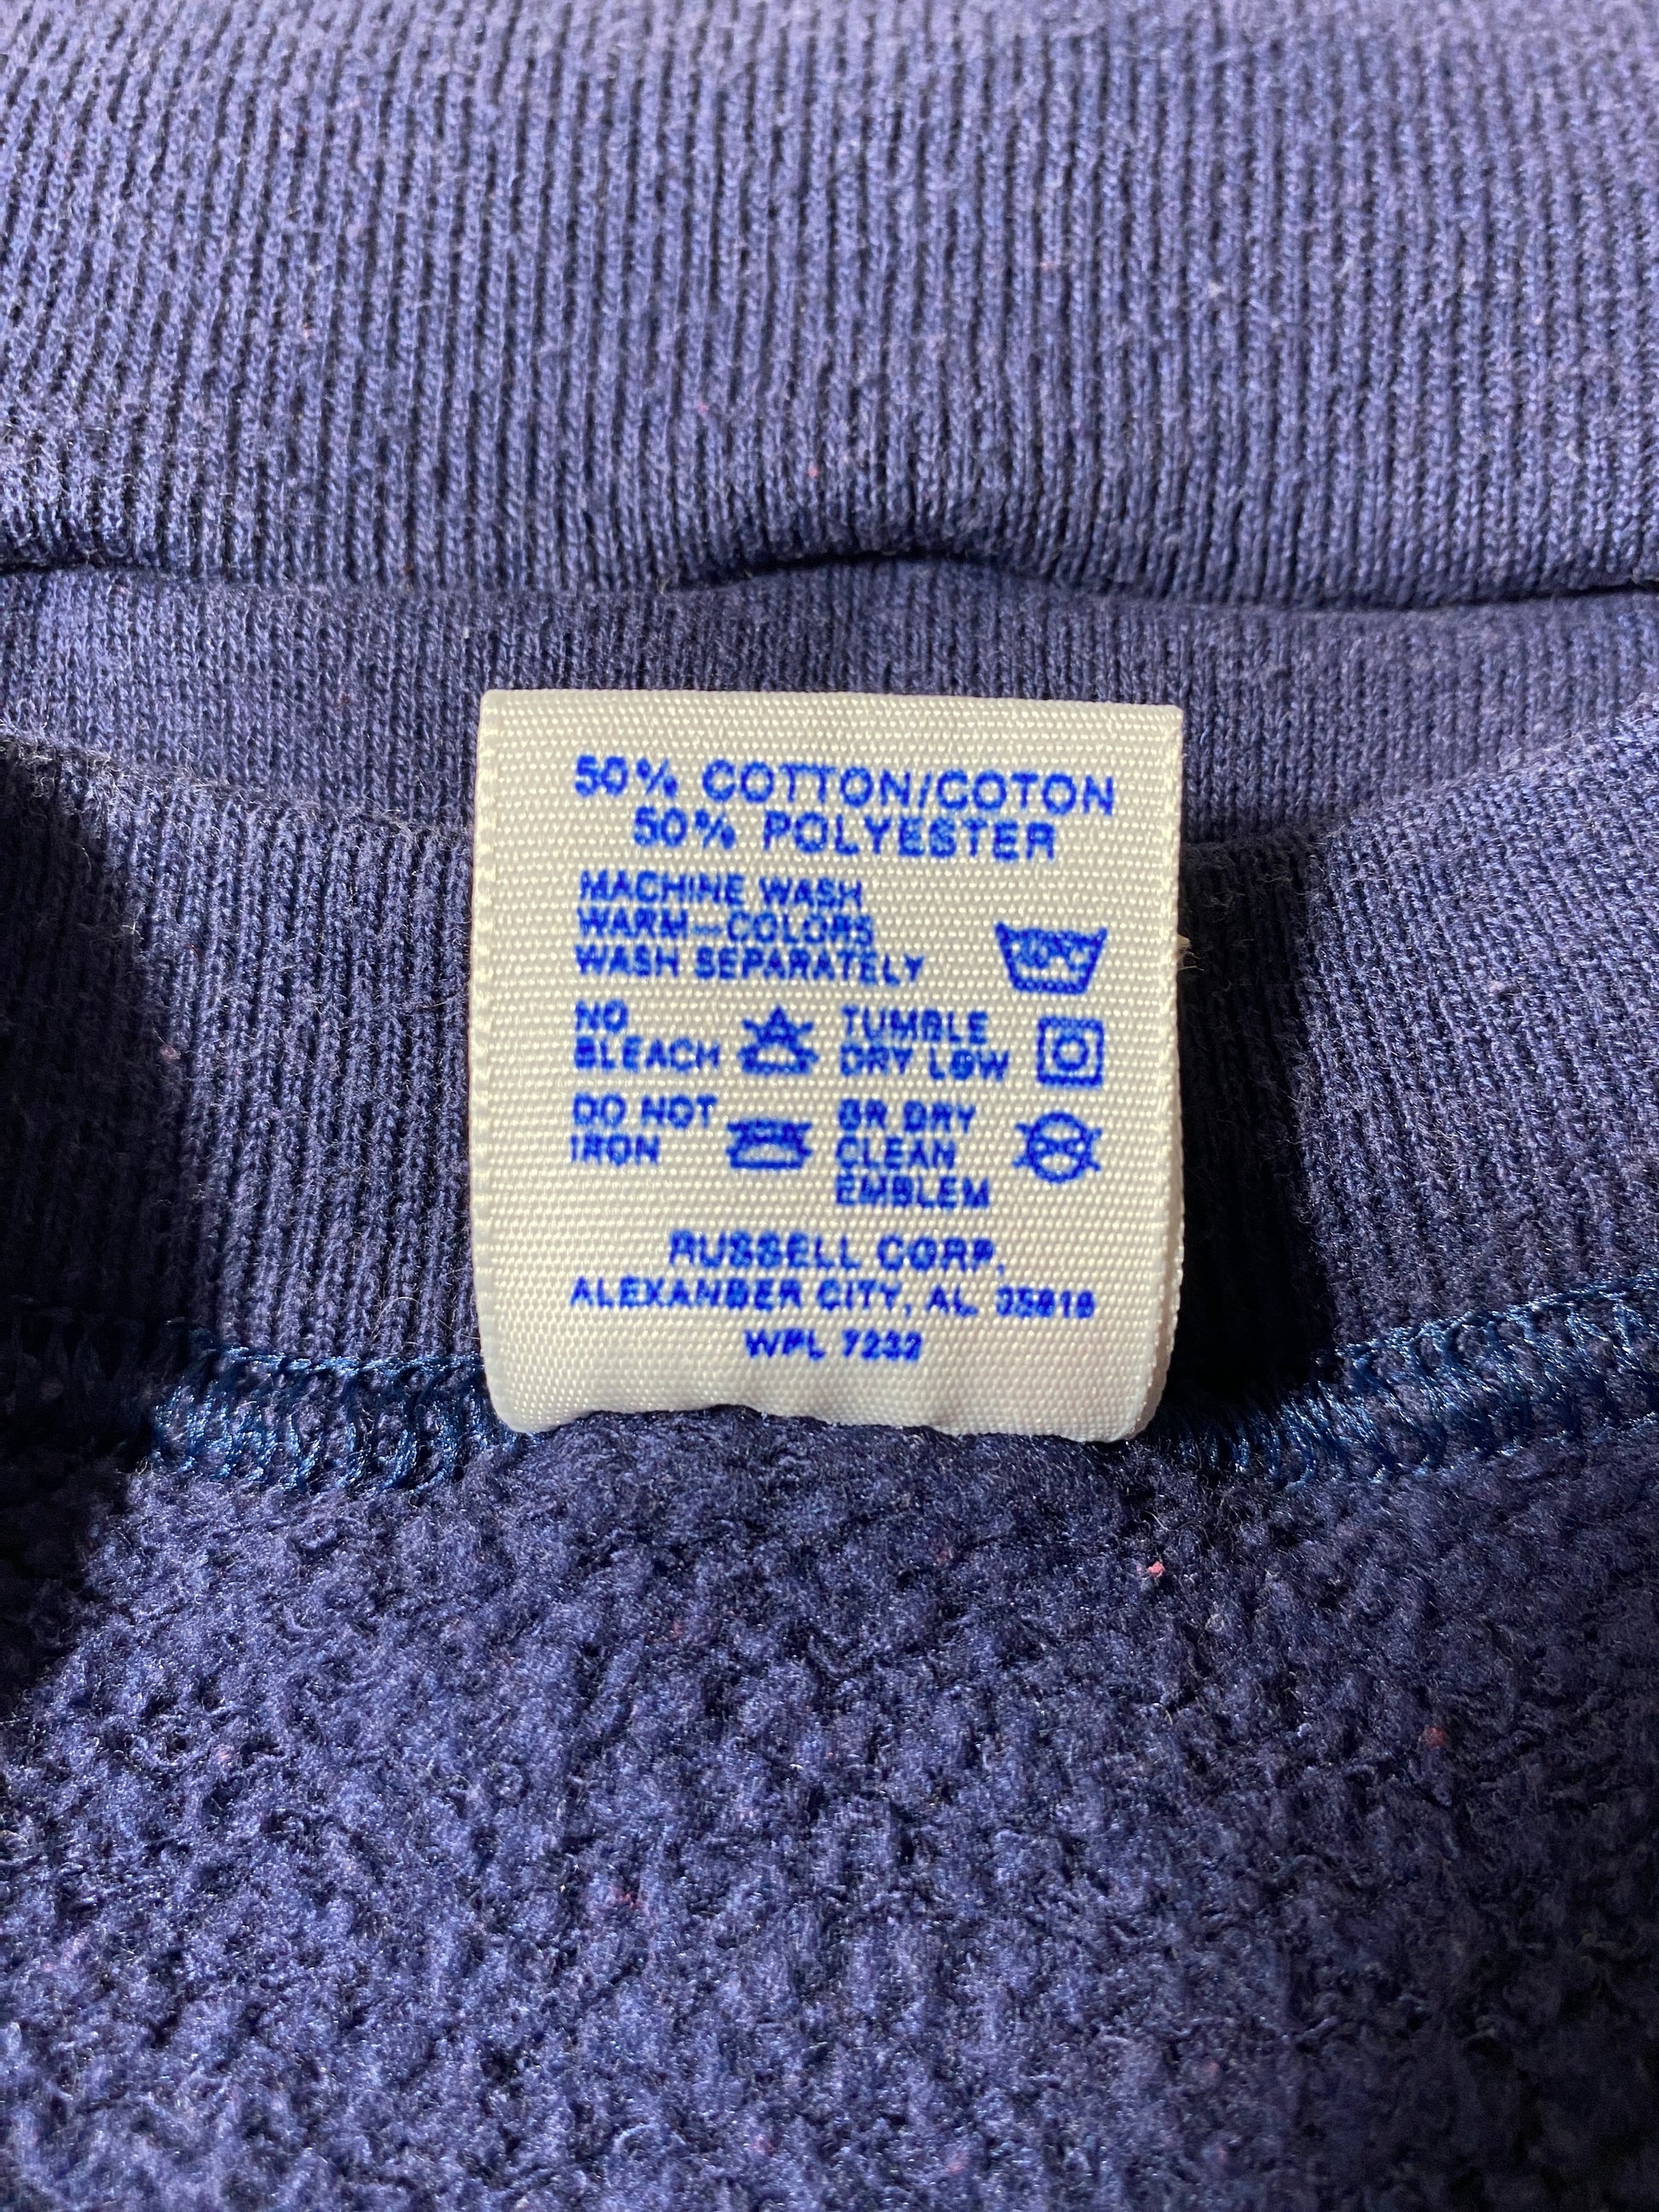 50% COTTON/COTON
50% POLYESTER
MACHINE WASH
WARM—COLORS
WASH SEPARATELY
NO
BLEACH
TUMBLE
DRY LOW
DO NOT
IRON
OR DRY
CLEAN
EMBLEM
RUSSELL CORP.
ALEXANDER CITY, AL
WPL 7232